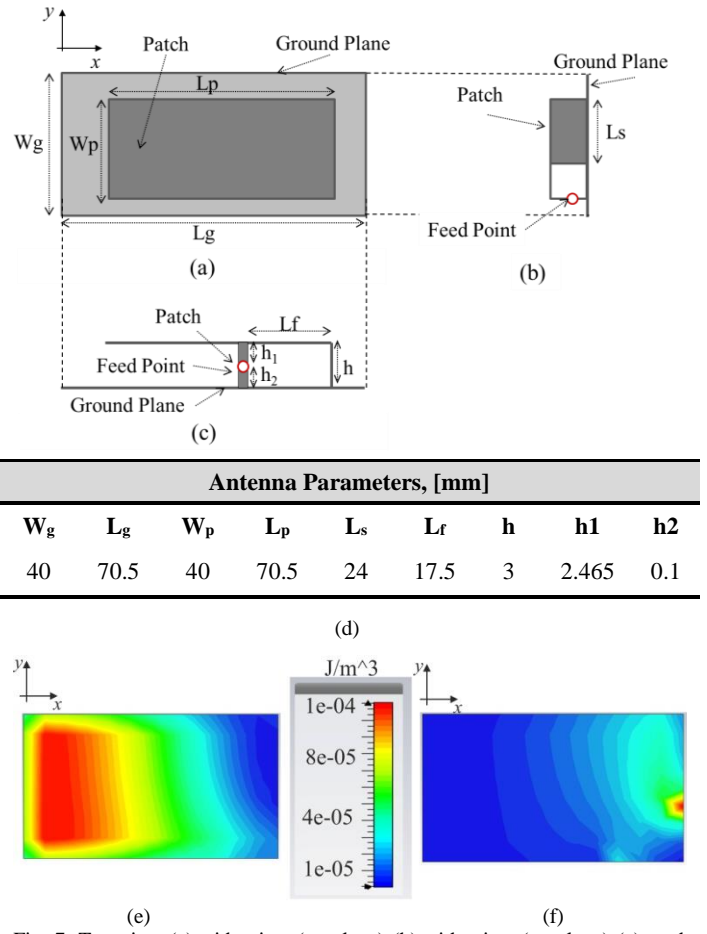 y
x
Patch
Ground Plane
Lp
Wg
Wp
Lg
(a)
Ground Plane
Patch
Ls
Feed Point
(b)
Patch
Lf
Feed Point
h₁
h₂
h
Ground Plane
(c)
Antenna Parameters, [mm]
Wg Lg Wp Lp Ls Lf h h1 h2
40 70.5 40 70.5 24 17.5 3 2.465 0.1
(d)
y
x
J/m^3
1e-04
8e-05
4e-05
1e-05
y
x
(e)
(f)